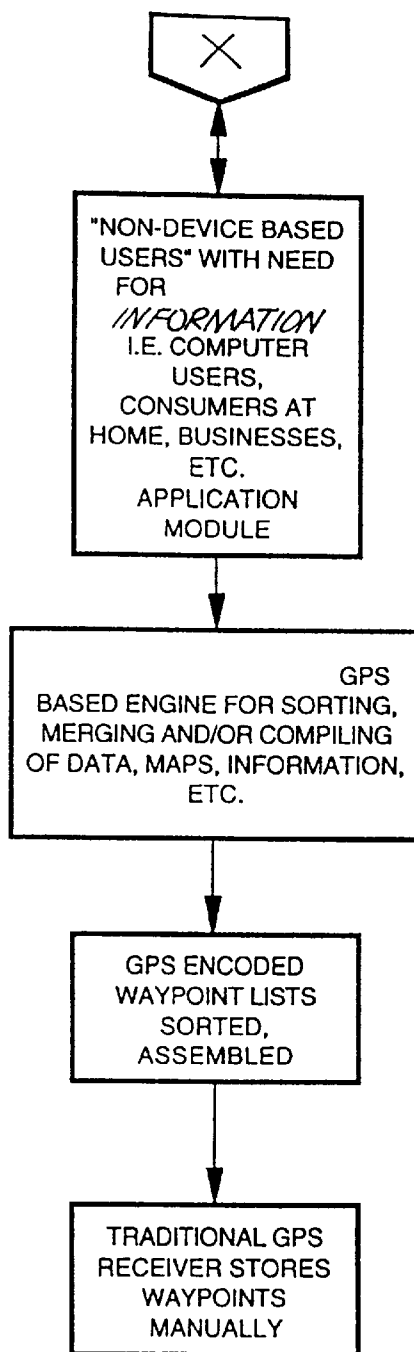 X
"NON-DEVICE BASED
USERS" WITH NEED
FOR
INFORMATION
I.E. COMPUTER
USERS,
CONSUMERS AT
HOME, BUSINESSES,
ETC.
APPLICATION
MODULE
GPS
BASED ENGINE FOR SORTING,
MERGING AND/OR COMPILING
OF DATA, MAPS, INFORMATION,
ETC.
GPS ENCODED
WAYPOINT LISTS
SORTED,
ASSEMBLED
TRADITIONAL GPS
RECEIVER STORES
WAYPOINTS
MANUALLY